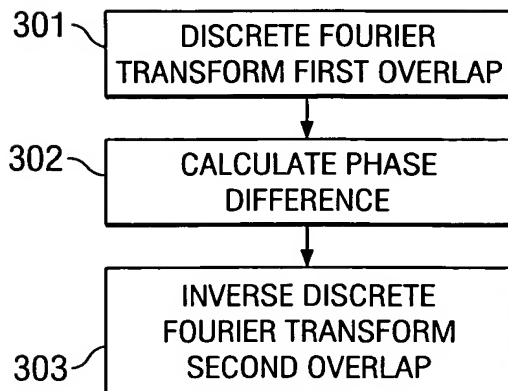 301
DISCRETE FOURIER
TRANSFORM FIRST OVERLAP
302
CALCULATE PHASE
DIFFERENCE
INVERSE DISCRETE
FOURIER TRANSFORM
303
SECOND OVERLAP